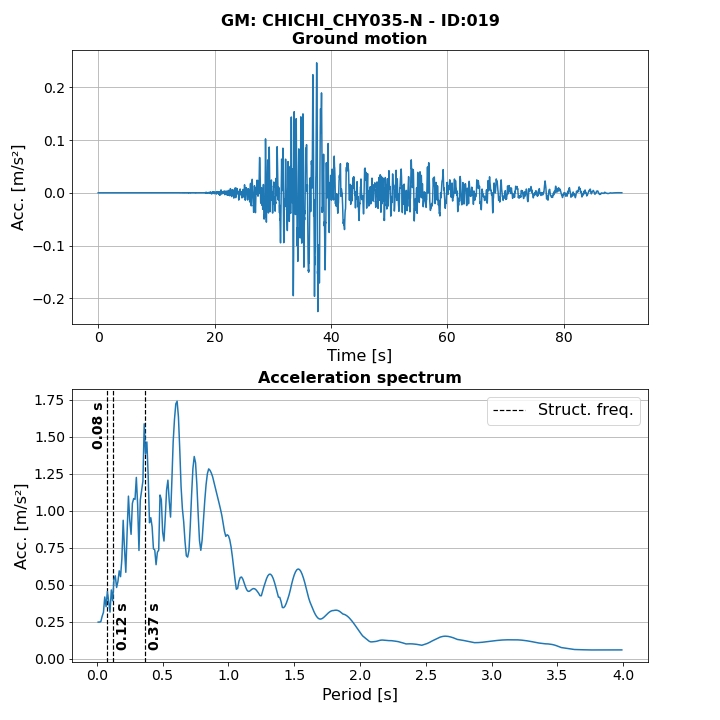 GM: CHICHI_CHY035-N - ID:019
Ground motion
0.2
0.1
0.0
−0.1
−0.2
Acc. [m/s²]
0 20 40 60 80
Time [s]
Acceleration spectrum
1.75
1.50
1.25
1.00
0.75
0.50
0.25
0.00
Acc. [m/s²]
Struct. freq.
0.08 s
0.12 s
0.37 s
0.0 0.5 1.0 1.5 2.0 2.5 3.0 3.5 4.0
Period [s]